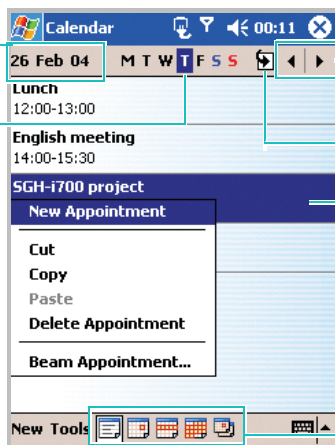 Calendar 00:11
26 Feb 04 M T W T F S S
Lunch
12:00-13:00
English meeting
14:00-15:30
SGH-i700 project
New Appointment
Cut
Copy
Paste
Delete Appointment
Beam Appointment...
New Tools